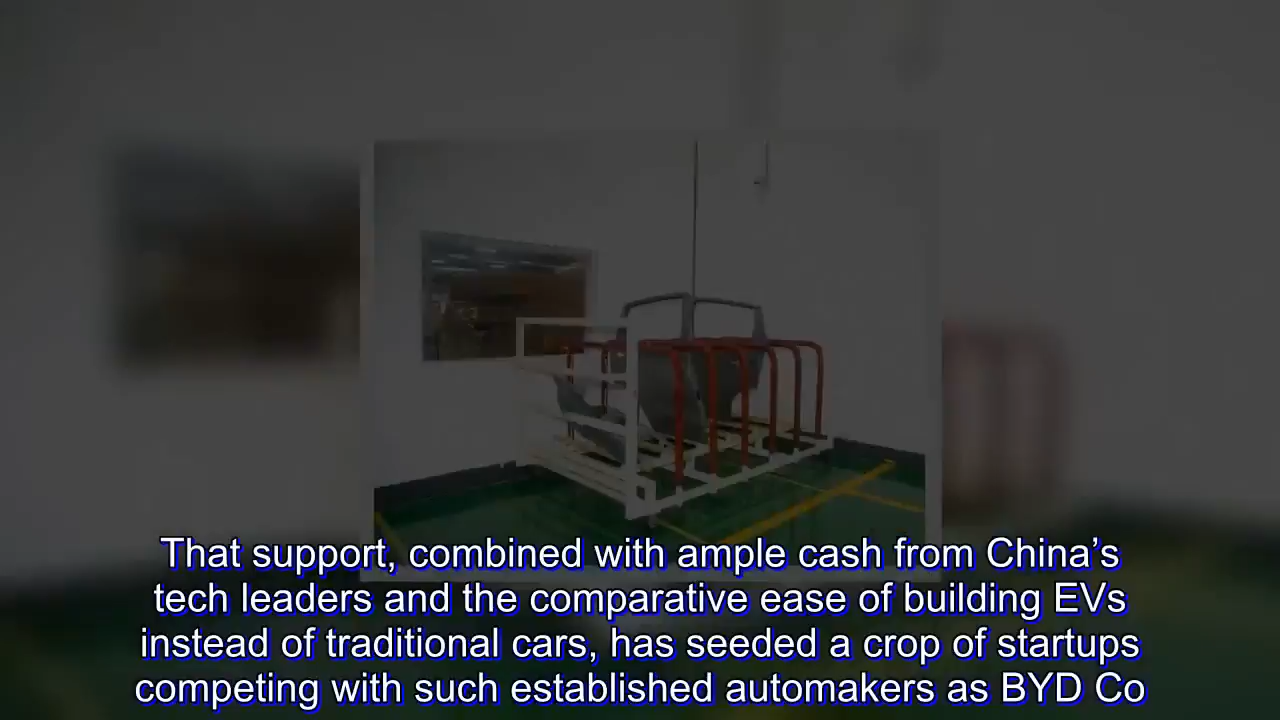 That support, combined with ample cash from China’s
tech leaders and the comparative ease of building EVs
instead of traditional cars, has seeded a crop of startups
competing with such established automakers as BYD Co